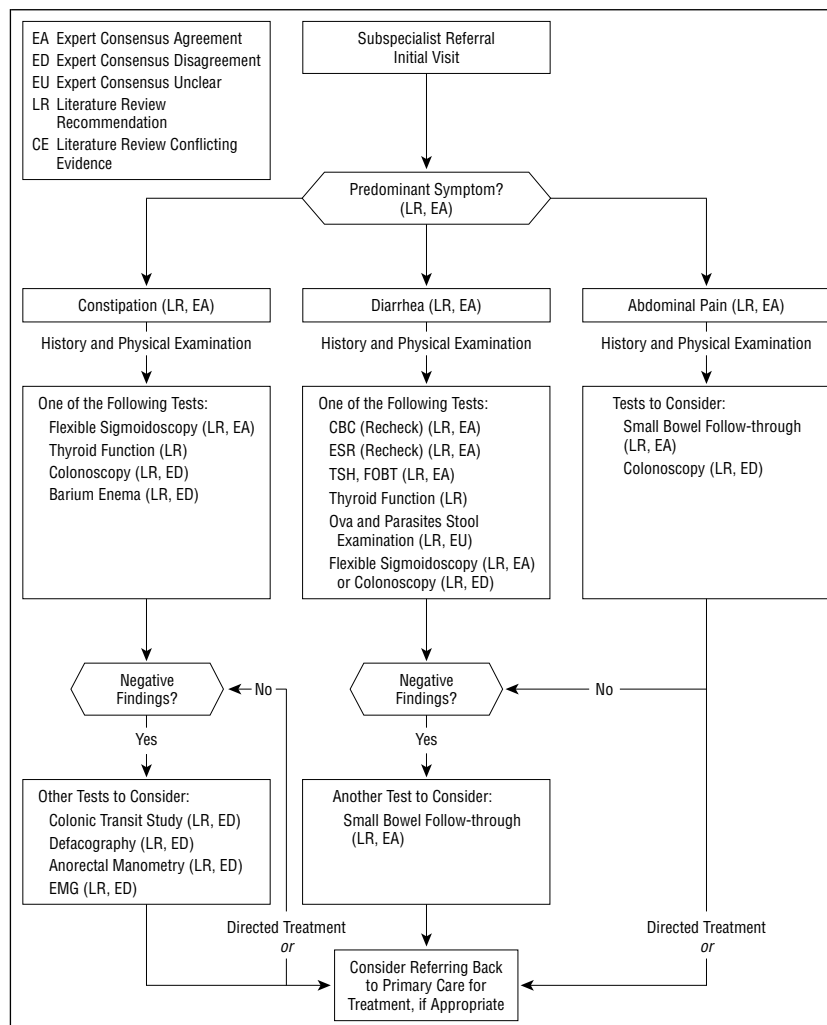 EA Expert Consensus Agreement
ED Expert Consensus Disagreement
EU Expert Consensus Unclear
LR Literature Review
Recommendation
CE Literature Review Conflicting
Evidence
Subspecialist Referral
Initial Visit
Predominant Symptom?
(LR, EA)
Constipation (LR, EA)
Diarrhea (LR, EA)
Abdominal Pain (LR, EA)
History and Physical Examination
History and Physical Examination
History and Physical Examination
One of the Following Tests:
Flexible Sigmoidoscopy (LR, EA)
Thyroid Function (LR)
Colonoscopy (LR, ED)
Barium Enema (LR, ED)
One of the Following Tests:
CBC (Recheck) (LR, EA)
ESR (Recheck) (LR, EA)
TSH, FOBT (LR, EA)
Thyroid Function (LR)
Ova and Parasites Stool
Examination (LR, EU)
Flexible Sigmoidoscopy (LR, EA)
or Colonoscopy (LR, ED)
Tests to Consider:
Small Bowel Follow-through
(LR, EA)
Colonoscopy (LR, ED)
Negative
Findings?
No
Negative
Findings?
No
Yes
Yes
Other Tests to Consider:
Colonic Transit Study (LR, ED)
Defacography (LR, ED)
Anorectal Manometry (LR, ED)
EMG (LR, ED)
Another Test to Consider:
Small Bowel Follow-through
(LR, EA)
Directed Treatment
or
Directed Treatment
or
Consider Referring Back
to Primary Care for
Treatment, if Appropriate